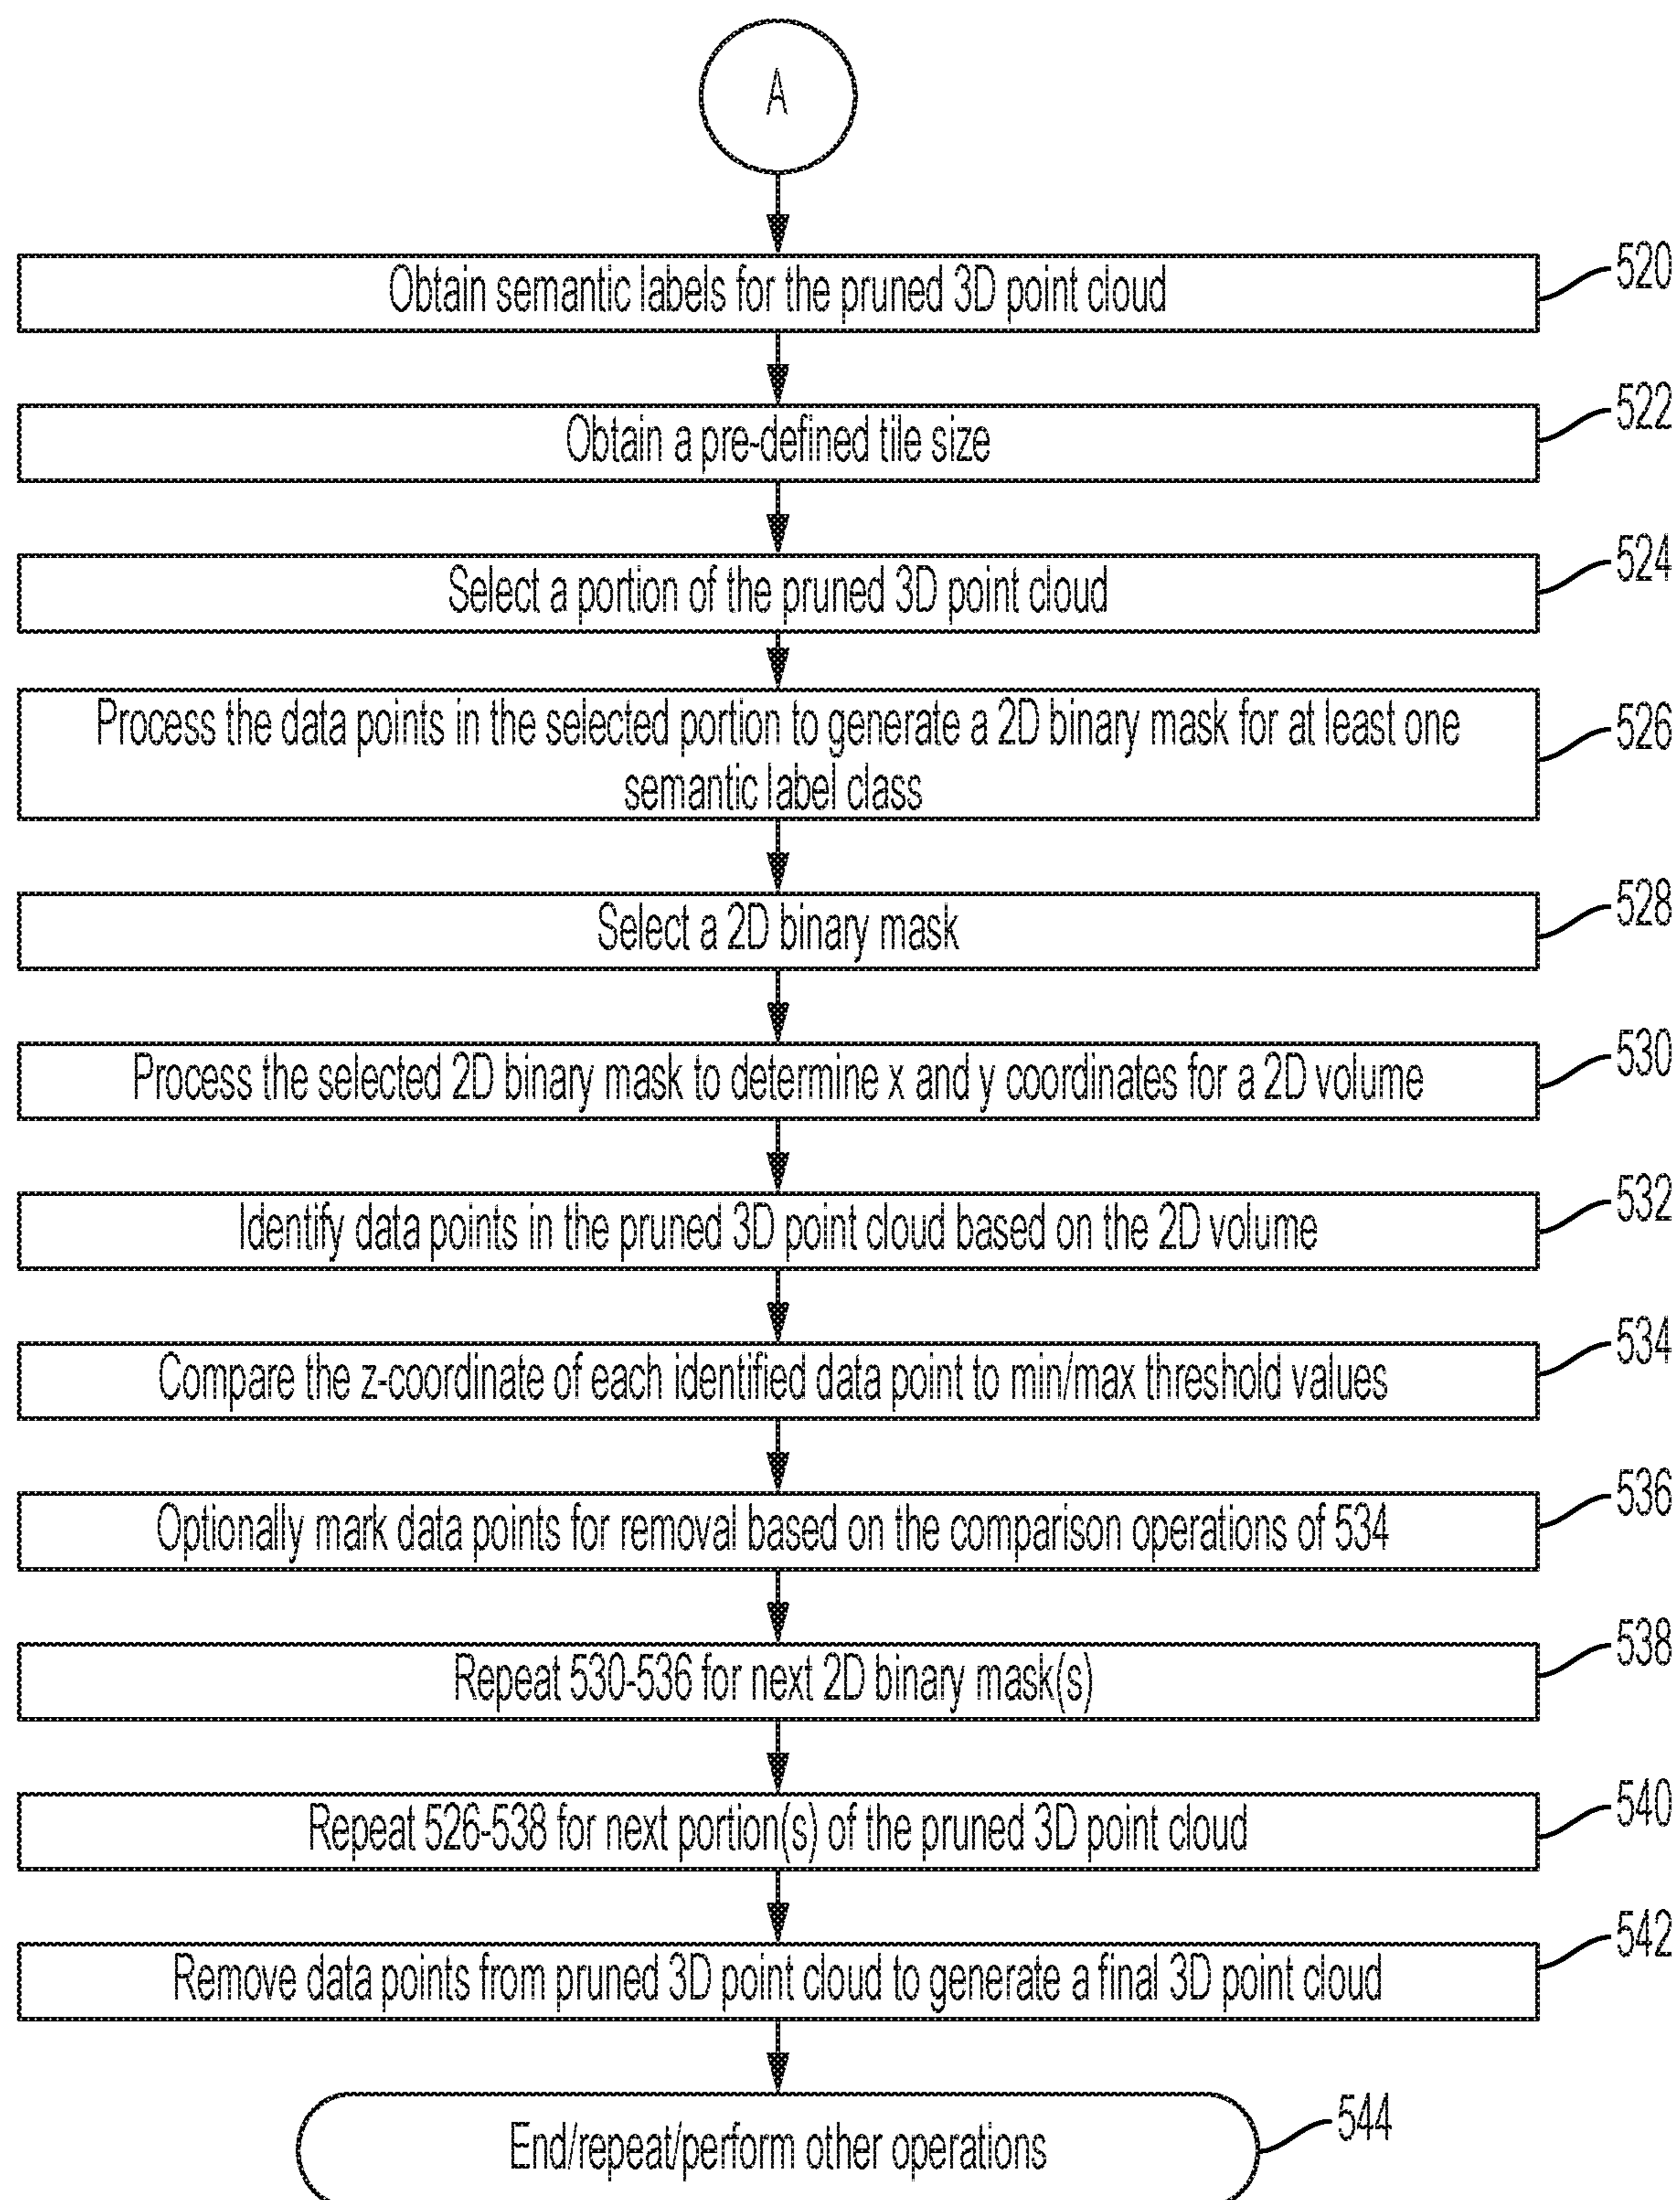 A
Obtain semantic labels for the pruned 3D point cloud
520
Obtain a pre-defined tile size
522
Select a portion of the pruned 3D point cloud
524
Process the data points in the selected portion to generate a 2D binary mask for at least one
semantic label class
526
Select a 2D binary mask
528
Process the selected 2D binary mask to determine x and y coordinates for a 2D volume
530
Identify data points in the pruned 3D point cloud based on the 2D volume
532
Compare the z-coordinate of each identified data point to min/max threshold values
534
Optionally mark data points for removal based on the comparison operations of 534
536
Repeat 530-536 for next 2D binary mask(s)
538
Repeat 526-538 for next portion(s) of the pruned 3D point cloud
540
Remove data points from pruned 3D point cloud to generate a final 3D point cloud
542
End/repeat/perform other operations
544